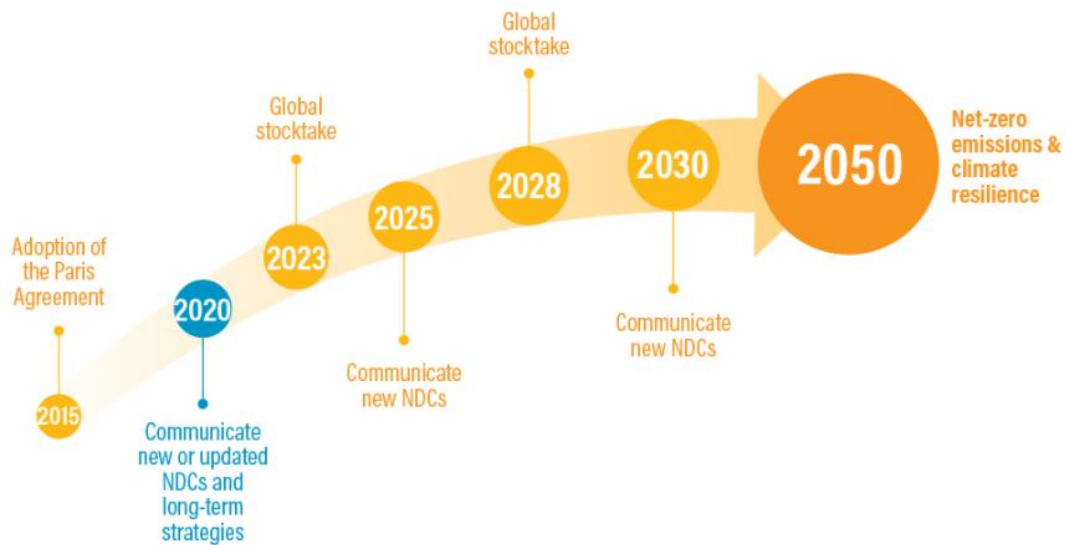 Adoption of
the Paris
Agreement
2015
2020
Communicate
new or updated
NDCs and
long-term
strategies
Global
stocktake
2023
2025
Communicate
new NDCs
Global
stocktake
2028
2030
Communicate
new NDCs
2050
Net-zero
emissions &
climate
resilience